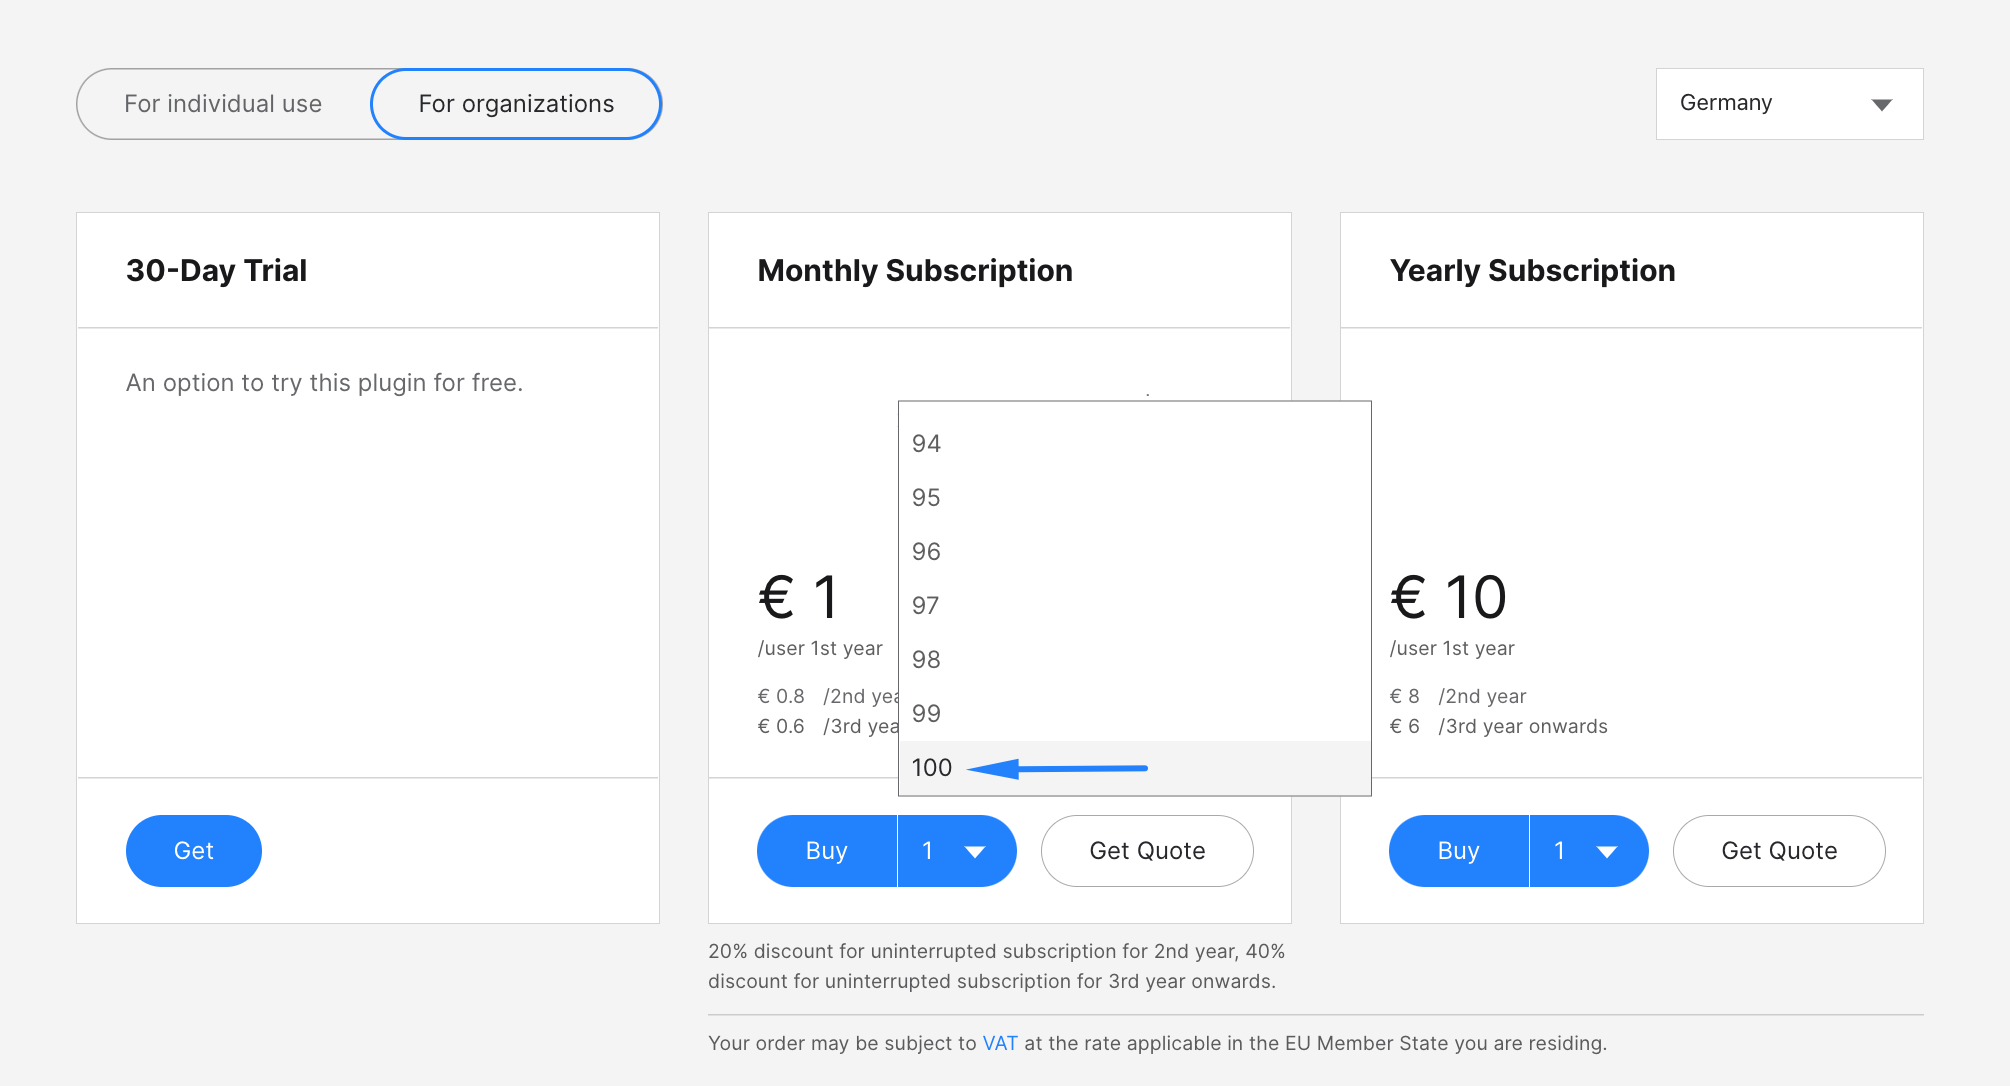 For individual use
For organizations
Germany
30-Day Trial
An option to try this plugin for free.
Get
Monthly Subscription
€ 1
/user 1st year
€ 0.8 /2nd yea
€ 0.6 /3rd yea
94
95
96
97
98
99
100
Buy
1
Get Quote
Yearly Subscription
€ 10
/user 1st year
€ 8 /2nd year
€ 6 /3rd year onwards
Buy
1
Get Quote
20% discount for uninterrupted subscription for 2nd year, 40%
discount for uninterrupted subscription for 3rd year onwards.
Your order may be subject to VAT at the rate applicable in the EU Member State you are residing.